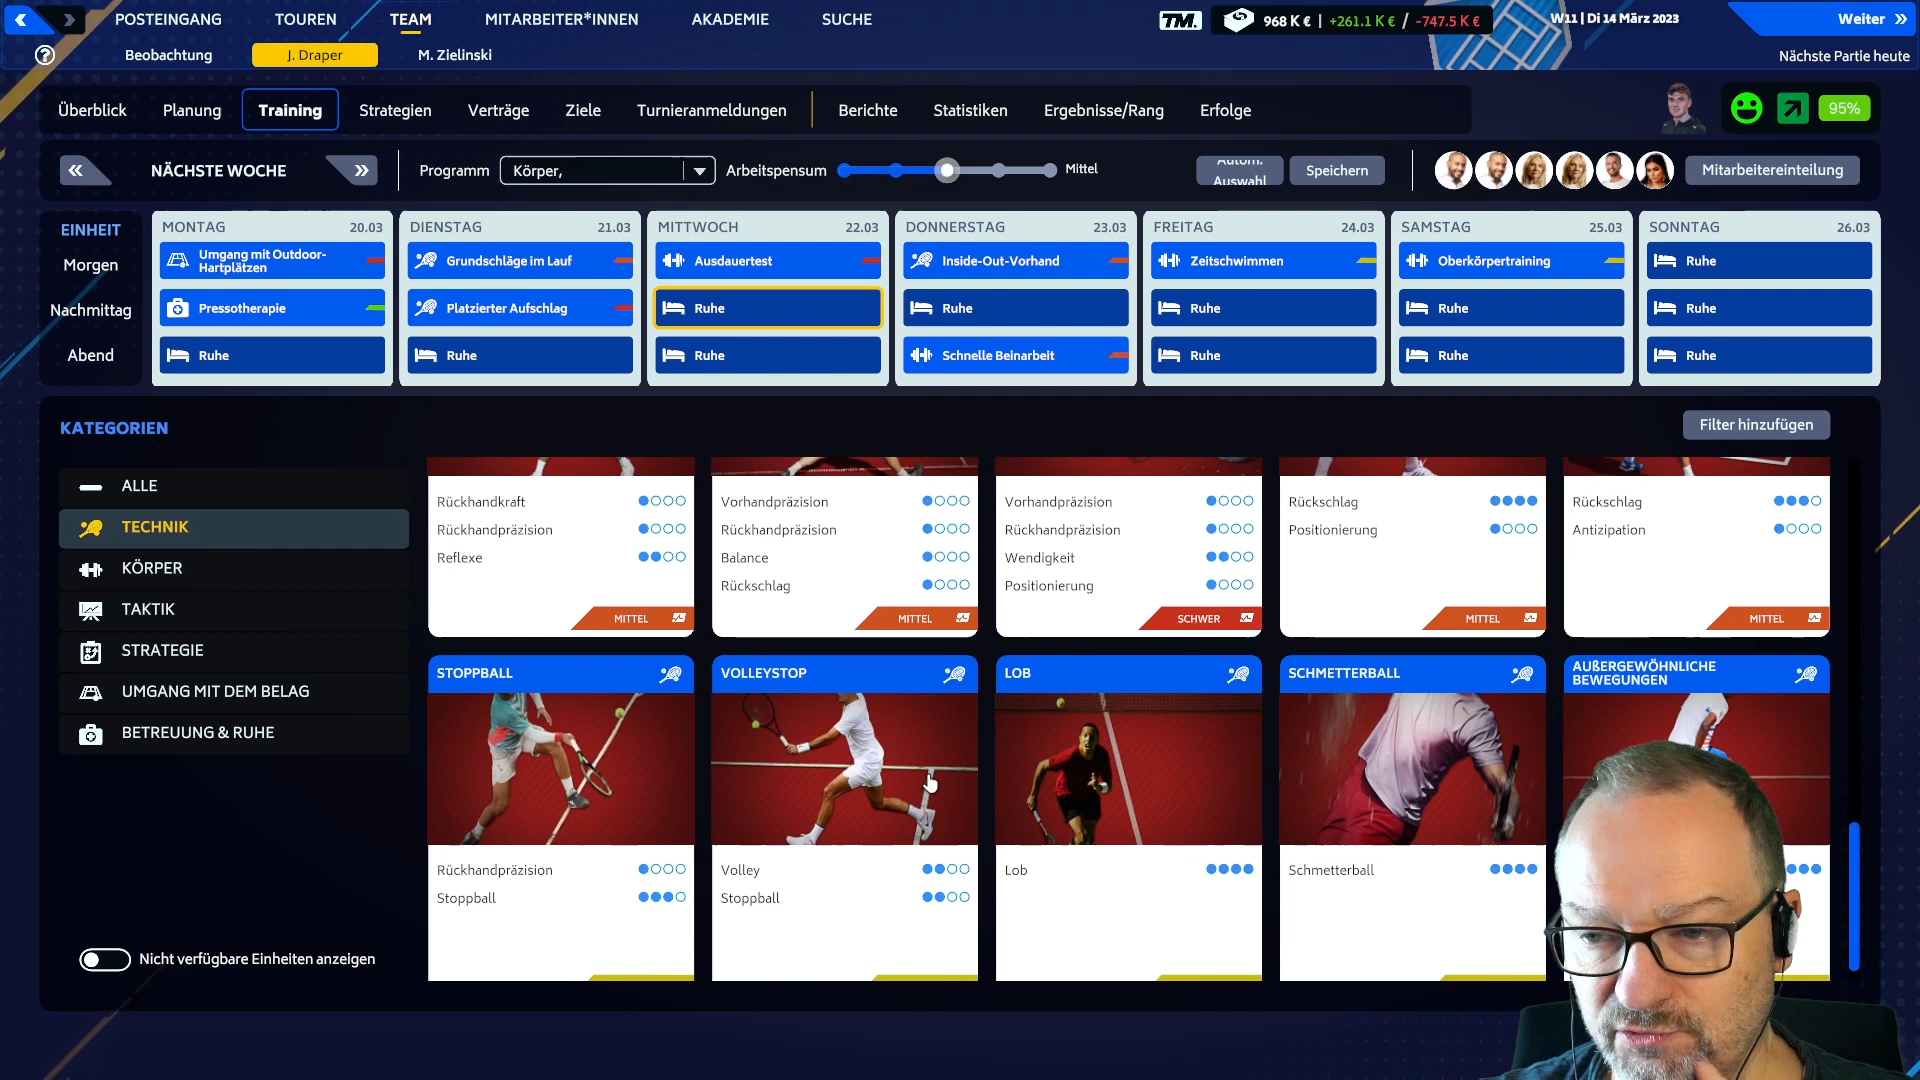 POSTEINGANG
TOUREN
TEAM
MITARBEITER*INNEN
AKADEMIE
SUCHE
TM.
968 K € | +261.1 K € / -747.5 K €
W11 | Di 14 März 2023
Weiter
Beobachtung
J. Draper
M. Zielinski
Nächste Partie heute
Überblick
Planung
Training
Strategien
Verträge
Ziele
Turnieranmeldungen
Berichte
Statistiken
Ergebnisse/Rang
Erfolge
95%
NÄCHSTE WOCHE
Programm
Körper,
Arbeitspensum
Mittel
Autom.
Auswahl
Speichern
Mitarbeitereinteilung
EINHEIT
Morgen
Nachmittag
Abend
MONTAG 20.03
Umgang mit Outdoor-
Hartplätzen
Pressotherapie
Ruhe
DIENSTAG 21.03
Grundschläge im Lauf
Platzierter Aufschlag
Ruhe
MITTWOCH 22.03
Ausdauertest
Ruhe
Ruhe
DONNERSTAG 23.03
Inside-Out-Vorhand
Ruhe
Schnelle Beinarbeit
FREITAG 24.03
Zeitschwimmen
Ruhe
Ruhe
SAMSTAG 25.03
Oberkörpertraining
Ruhe
Ruhe
SONNTAG 26.03
Ruhe
Ruhe
Ruhe
KATEGORIEN
Filter hinzufügen
ALLE
TECHNIK
KÖRPER
TAKTIK
STRATEGIE
UMGANG MIT DEM BELAG
BETREUUNG & RUHE
Nicht verfügbare Einheiten anzeigen
Rückhandkraft
Rückhandpräzision
Reflexe
MITTEL
Vorhandpräzision
Rückhandpräzision
Balance
Rückschlag
MITTEL
Vorhandpräzision
Rückhandpräzision
Wendigkeit
Positionierung
SCHWER
Rückschlag
Positionierung
MITTEL
Rückschlag
Antizipation
MITTEL
STOPPBALL
Rückhandpräzision
Stoppball
VOLLEYSTOP
Volley
Stoppball
LOB
Lob
SCHMETTERBALL
Schmetterball
AUßERGEWÖHNLICHE
BEWEGUNGEN